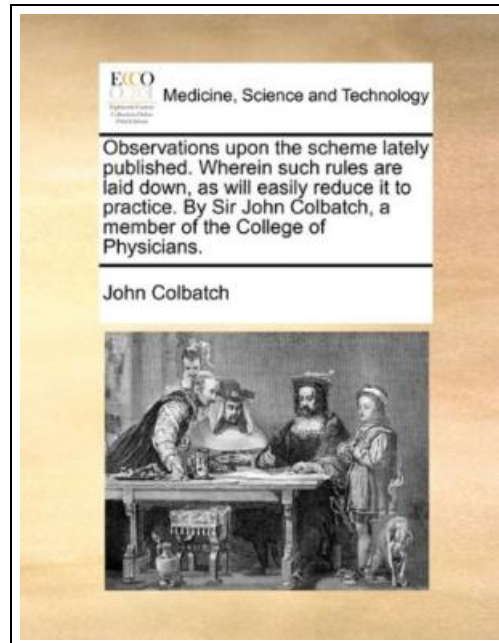 ECCO
Medicine, Science and Technology
Observations upon the scheme lately
published. Wherein such rules are
laid down, as will easily reduce it to
practice. By Sir John Colbatch, a
member of the College of
Physicians.
John Colbatch